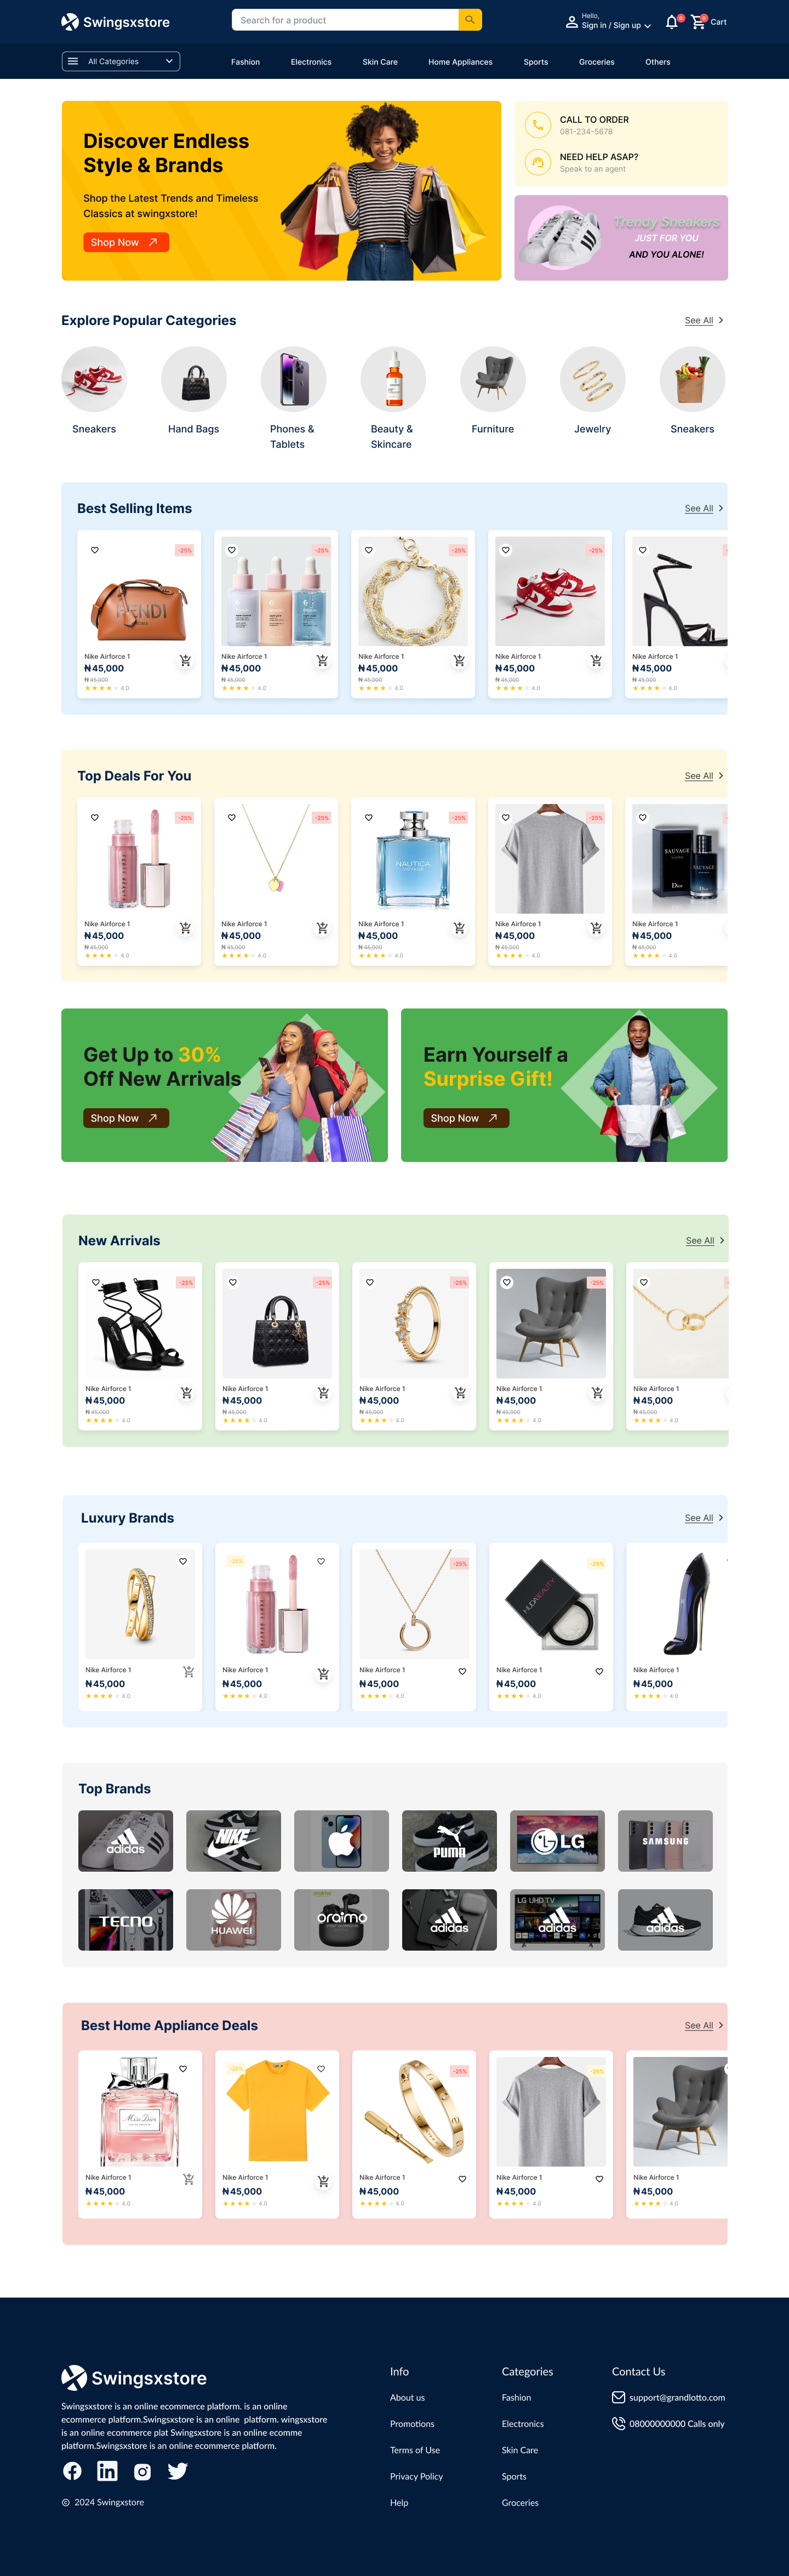 Swingsxstore
Search for a product
Hello,
Sign in / Sign up
Cart
All Categories
Fashion
Electronics
Skin Care
Home Appliances
Sports
Groceries
Others
Discover Endless
Style & Brands
Shop the Latest Trends and Timeless
Classics at swingxstore!
Shop Now
CALL TO ORDER
081-234-5678
NEED HELP ASAP?
Speak to an agent
Trendy Sneakers
JUST FOR YOU
AND YOU ALONE!
Explore Popular Categories
See All
Sneakers
Hand Bags
Phones &
Tablets
Beauty &
Skincare
Furniture
Jewelry
Sneakers
Best Selling Items
See All
-25%
-25%
-25%
-25%
FENDI
Nike Airforce 1
₦45,000
₦ 45,000
4.0
Nike Airforce 1
₦45,000
₦ 45,000
4.0
Nike Airforce 1
₦45,000
₦ 45,000
4.0
Nike Airforce 1
₦45,000
₦ 45,000
4.0
Nike Airforce 1
₦45,000
₦ 45,000
4.0
Top Deals For You
See All
-25%
-25%
-25%
-25%
NAUTICA
VOYAGE
SAUVAGE
SAUVAGE
Dior
Dior
Nike Airforce 1
₦45,000
₦ 45,000
4.0
Nike Airforce 1
₦45,000
₦ 45,000
4.0
Nike Airforce 1
₦45,000
₦ 45,000
4.0
Nike Airforce 1
₦45,000
₦ 45,000
4.0
Nike Airforce 1
₦45,000
₦ 45,000
4.0
Get Up to 30%
Off New Arrivals
Shop Now
Earn Yourself a
Surprise Gift!
Shop Now
New Arrivals
See All
-25%
-25%
-25%
-25%
Nike Airforce 1
₦45,000
₦ 45,000
4.0
Nike Airforce 1
₦45,000
₦ 45,000
4.0
Nike Airforce 1
₦45,000
₦ 45,000
4.0
Nike Airforce 1
₦45,000
₦ 45,000
4.0
Nike Airforce 1
₦45,000
₦ 45,000
4.0
Luxury Brands
See All
-25%
-25%
-25%
HUDABEAUTY
Nike Airforce 1
₦45,000
4.0
Nike Airforce 1
₦45,000
4.0
Nike Airforce 1
₦45,000
4.0
Nike Airforce 1
₦45,000
4.0
Nike Airforce 1
₦45,000
4.0
Top Brands
adidas
NIKE
PUMA
LG
SAMSUNG
TECNO
HUAWEI
oraimo
adidas
LG UHD TV
adidas
adidas
Best Home Appliance Deals
See All
-25%
-25%
-25%
Miss Dior
Nike Airforce 1
₦45,000
4.0
Nike Airforce 1
₦45,000
4.0
Nike Airforce 1
₦45,000
4.0
Nike Airforce 1
₦45,000
4.0
Nike Airforce 1
₦45,000
4.0
Swingsxstore
Swingsxstore is an online ecommerce platform. is an online
ecommerce platform.Swingsxstore is an online  platform. wingsxstore
is an online ecommerce plat Swingsxstore is an online ecomme
platform.Swingsxstore is an online ecommerce platform.
© 2024 Swingxstore
Info
About us
Promotions
Terms of Use
Privacy Policy
Help
Categories
Fashion
Electronics
Skin Care
Sports
Groceries
Contact Us
support@grandlotto.com
08000000000 Calls only